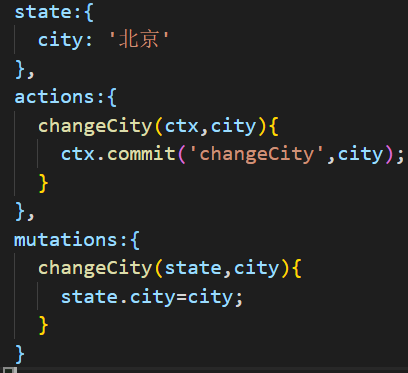 state:{
  city: '北京'
},
actions:{
  changeCity(ctx,city){
    ctx.commit('changeCity',city);
  }
},
mutations:{
  changeCity(state,city){
    state.city=city;
  }
}